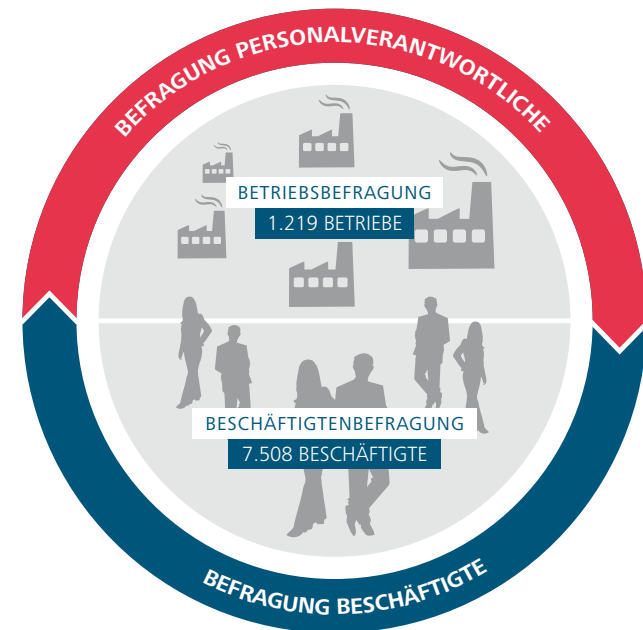 BEFRAGUNG PERSONALVERANTWORTLICHE
BETRIEBSBEFRAGUNG
1.219 BETRIEBE
BESCHÄFTIGTENBEFRAGUNG
7.508 BESCHÄFTIGTE
BEFRAGUNG BESCHÄFTIGTE